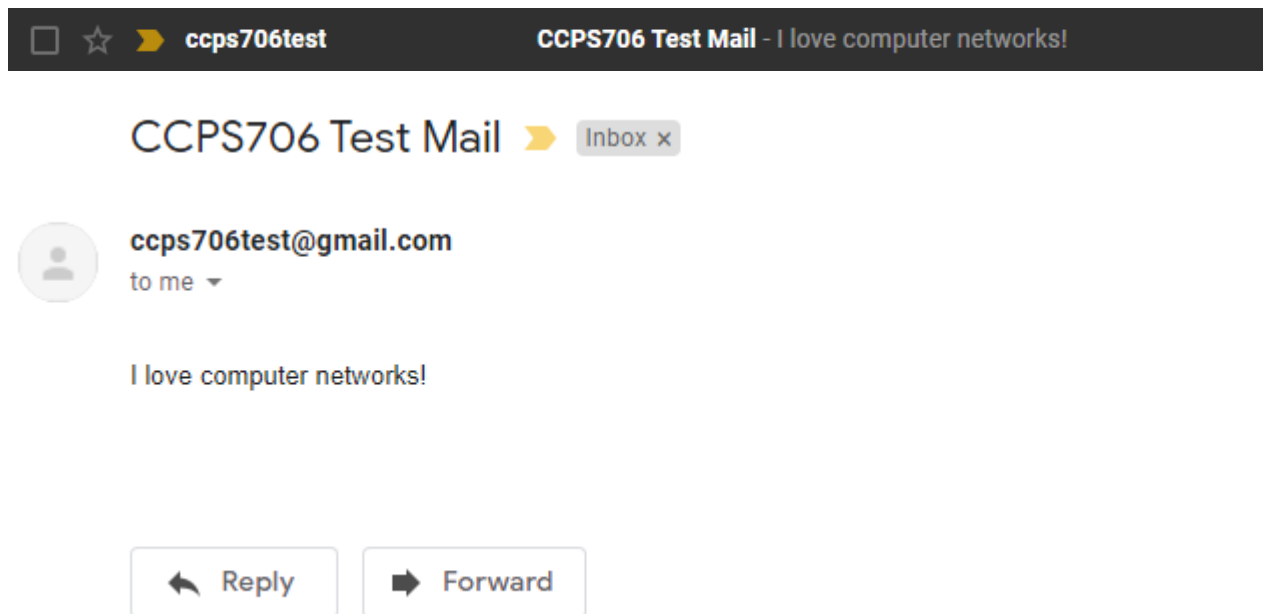 ccps706test CCPS706 Test Mail - I love computer networks!
CCPS706 Test Mail Inbox x
ccps706test@gmail.com
to me
I love computer networks!
Reply Forward